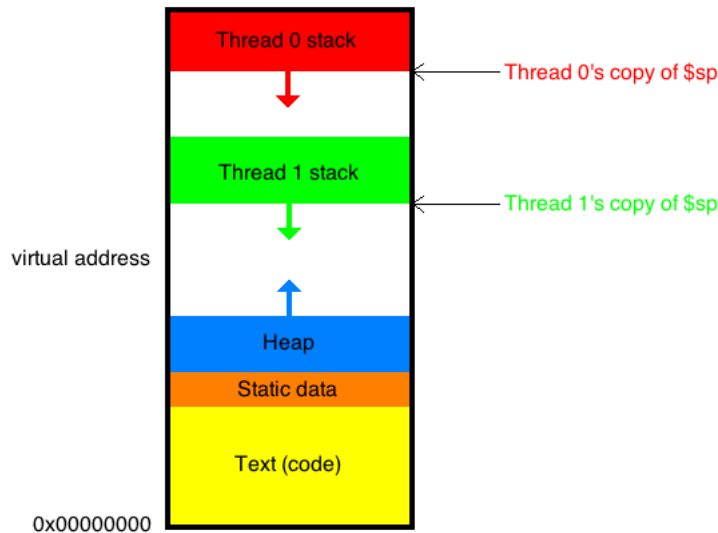 Thread 0 stack
Thread 0's copy of $sp
Thread 1 stack
Thread 1's copy of $sp
virtual address
Heap
Static data
Text (code)
0x00000000